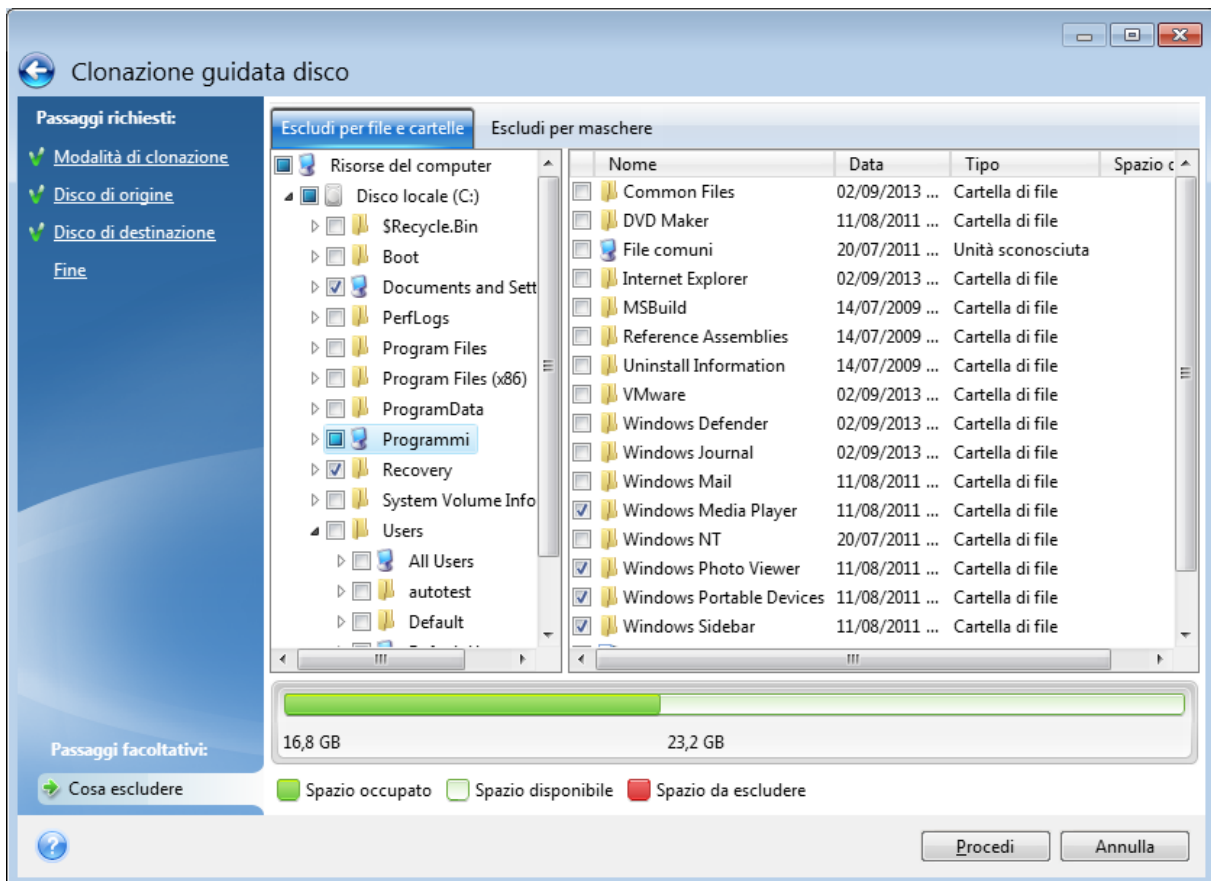 Clonazione guidata disco
Passaggi richiesti:
Modalità di clonazione
Disco di origine
Disco di destinazione
Fine
Passaggi facoltativi:
Cosa escludere
Escludi per file e cartelle
Escludi per maschere
Risorse del computer
Disco locale (C:)
$Recycle.Bin
Boot
Documents and Sett
PerfLogs
Program Files
Program Files (x86)
ProgramData
Programmi
Recovery
System Volume Info
Users
All Users
autotest
Default
Nome Data Tipo Spazio c
Common Files 02/09/2013 ... Cartella di file
DVD Maker 11/08/2011 ... Cartella di file
File comuni 20/07/2011 ... Unità sconosciuta
Internet Explorer 02/09/2013 ... Cartella di file
MSBuild 14/07/2009 ... Cartella di file
Reference Assemblies 14/07/2009 ... Cartella di file
Uninstall Information 14/07/2009 ... Cartella di file
VMware 02/09/2013 ... Cartella di file
Windows Defender 02/09/2013 ... Cartella di file
Windows Journal 02/09/2013 ... Cartella di file
Windows Mail 11/08/2011 ... Cartella di file
Windows Media Player 11/08/2011 ... Cartella di file
Windows NT 20/07/2011 ... Cartella di file
Windows Photo Viewer 11/08/2011 ... Cartella di file
Windows Portable Devices 11/08/2011 ... Cartella di file
Windows Sidebar 11/08/2011 ... Cartella di file
16,8 GB 23,2 GB
Spazio occupato Spazio disponibile Spazio da escludere
Procedi Annulla